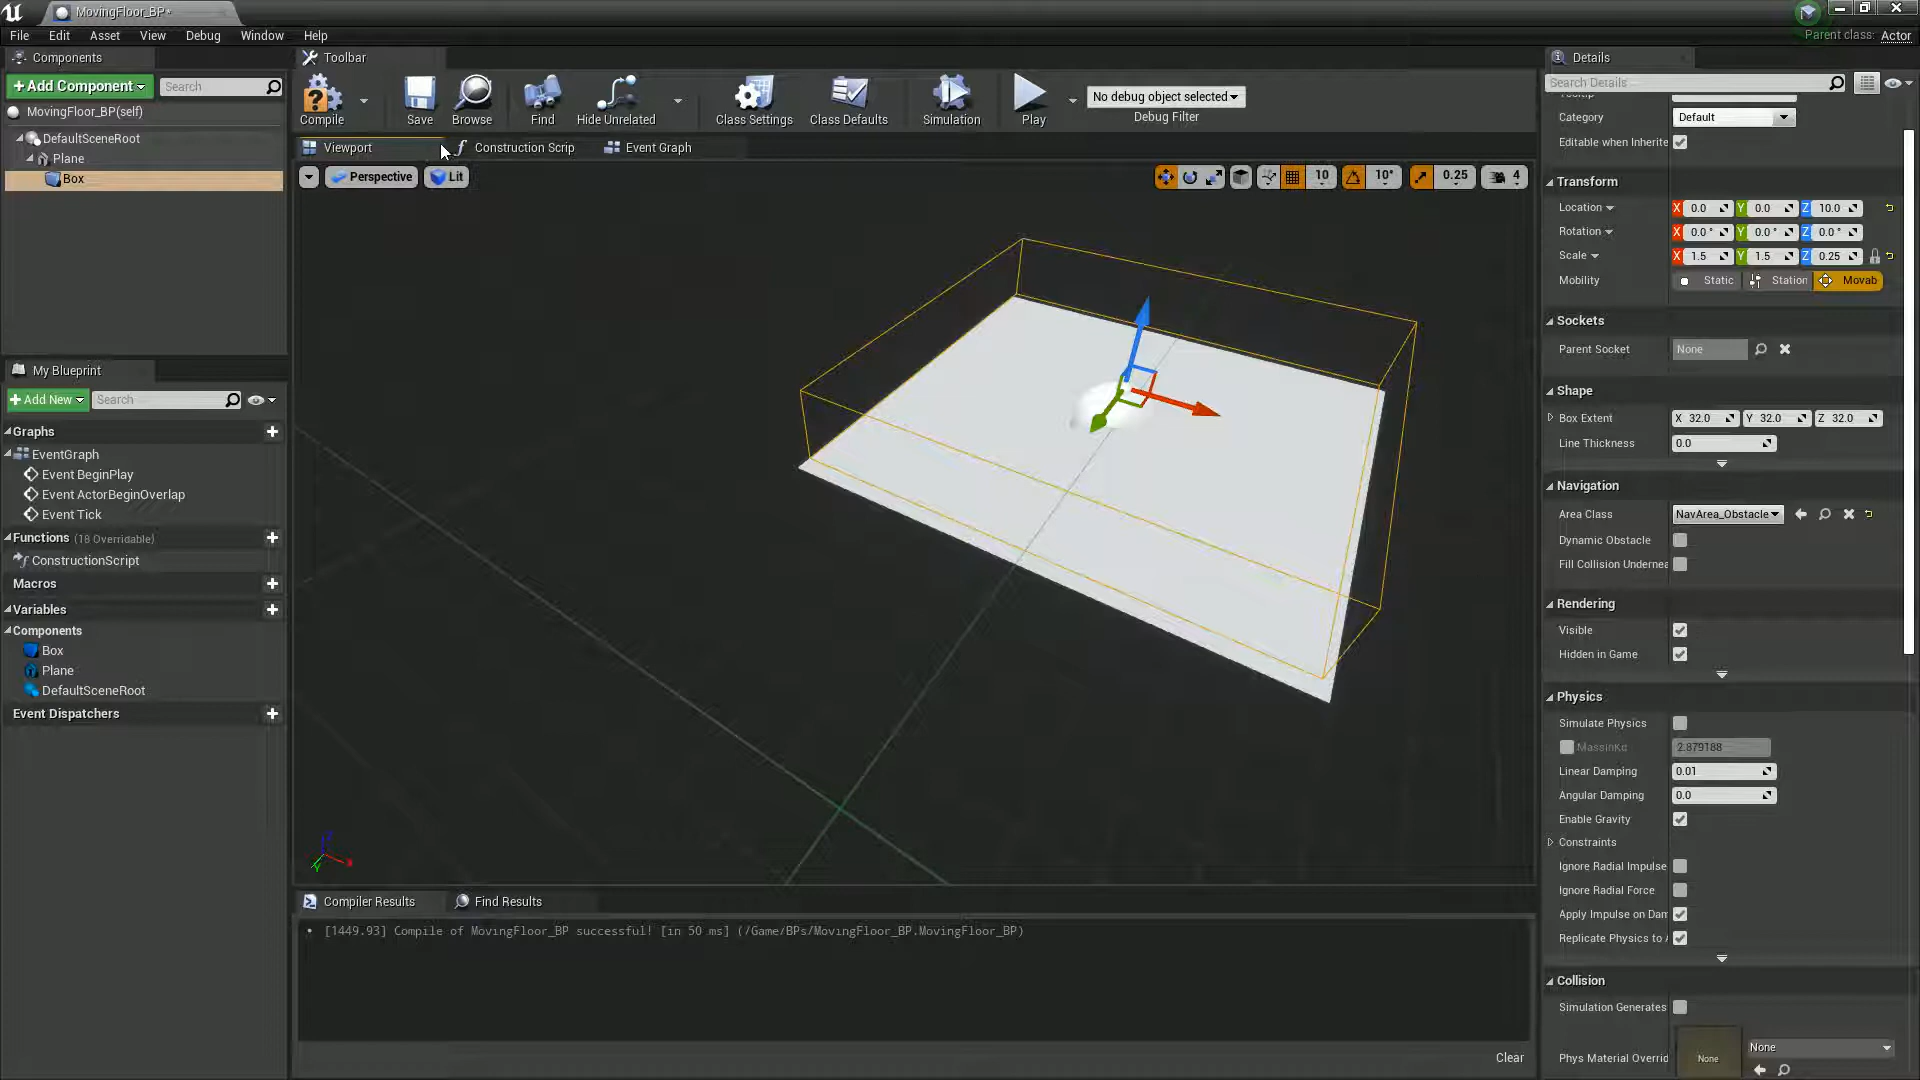 MovingFloor_BP*
File Edit Asset View Debug Window Help
Parent class: Actor
Components
+Add Component
Search
MovingFloor_BP(self)
DefaultSceneRoot
Plane
Box
My Blueprint
+Add New
Search
Graphs
EventGraph
Event BeginPlay
Event ActorBeginOverlap
Event Tick
Functions (18 Overridable)
ConstructionScript
Macros
Variables
Components
Box
Plane
DefaultSceneRoot
Event Dispatchers
Toolbar
Compile
Save
Browse
Find
Hide Unrelated
Class Settings
Class Defaults
Simulation
Play
No debug object selected
Debug Filter
Viewport
Construction Scrip
Event Graph
Perspective
Lit
10
10°
0.25
4
Compiler Results
Find Results
[1449.93] Compile of MovingFloor_BP successful! [in 50 ms] (/Game/BPs/MovingFloor_BP.MovingFloor_BP)
Clear
Details
Search Details
Category Default
Editable when Inherite
Transform
Location X 0.0 Y 0.0 Z 10.0
Rotation X 0.0 ° Y 0.0 ° Z 0.0 °
Scale X 1.5 Y 1.5 Z 0.25
Mobility Static Station Movab
Sockets
Parent Socket None
Shape
Box Extent X 32.0 Y 32.0 Z 32.0
Line Thickness 0.0
Navigation
Area Class NavArea_Obstacle
Dynamic Obstacle
Fill Collision Undernea
Rendering
Visible
Hidden in Game
Physics
Simulate Physics
MassInKg 2.879188
Linear Damping 0.01
Angular Damping 0.0
Enable Gravity
Constraints
Ignore Radial Impulse
Ignore Radial Force
Apply Impulse on Dam
Replicate Physics to A
Collision
Simulation Generates
Phys Material Overrid
None
None